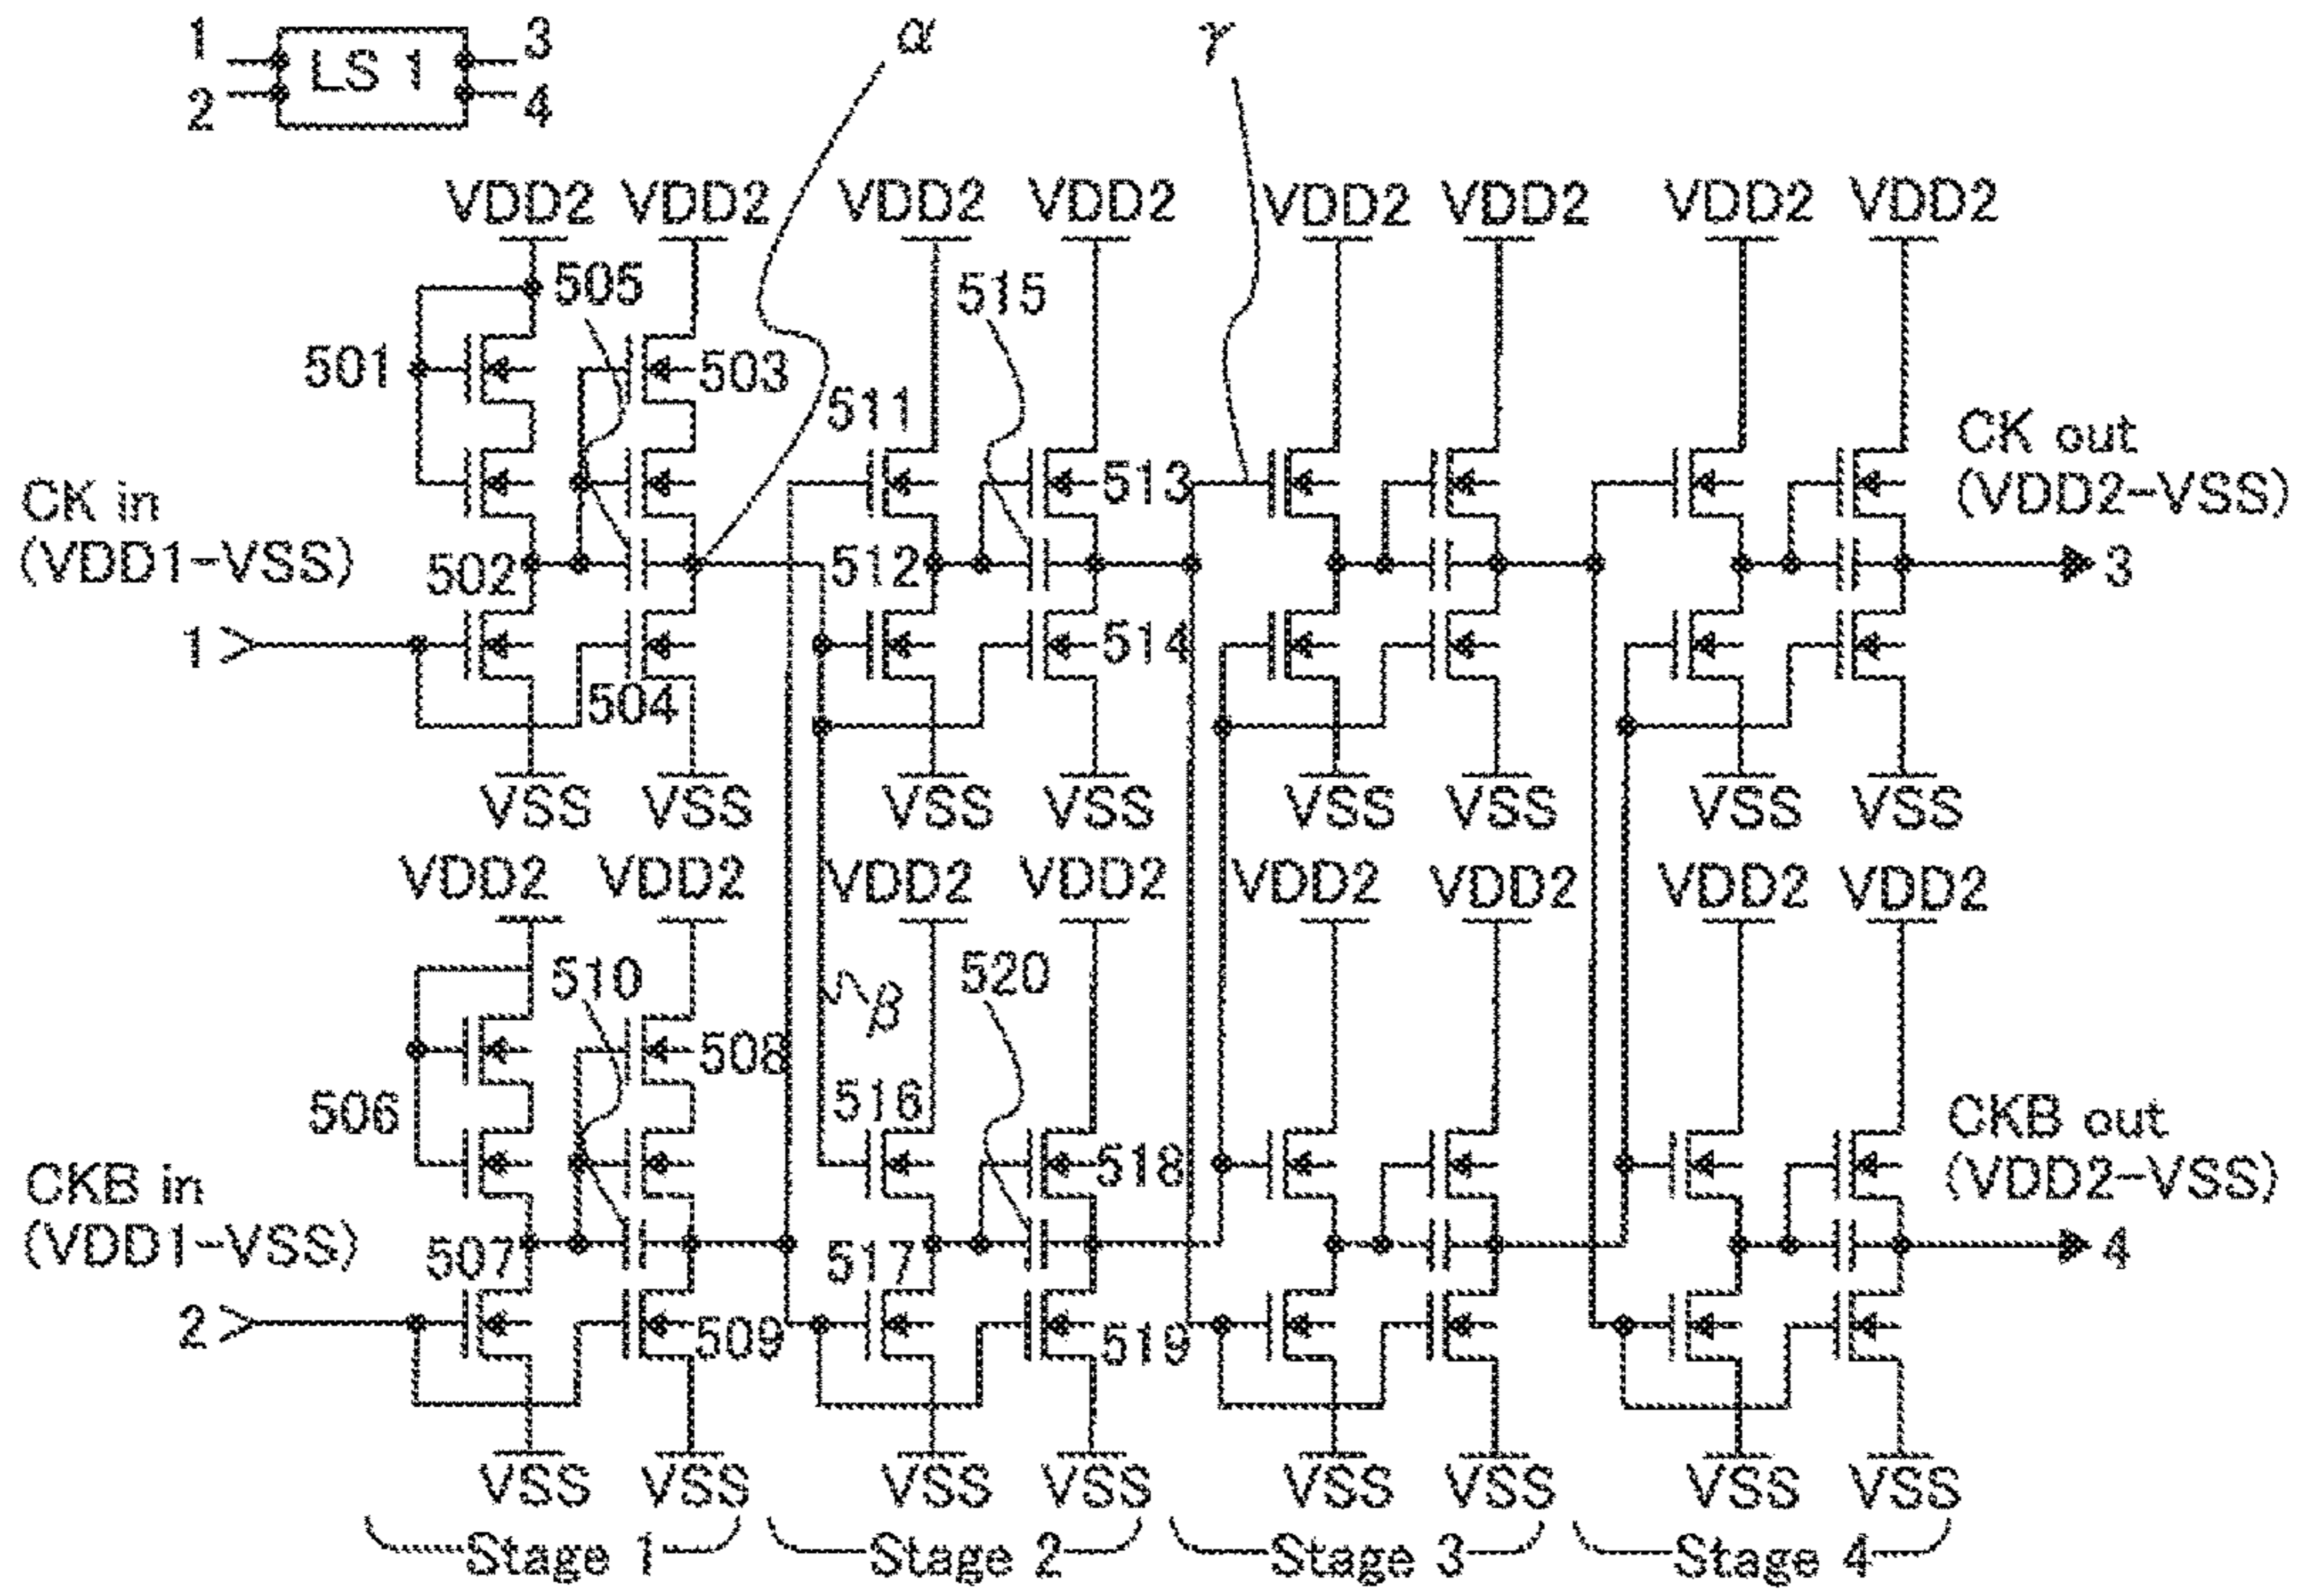 1 LS 1 3
2 4
α γ
VDD2 VDD2 VDD2 VDD2 VDD2 VDD2 VDD2 VDD2
505 515
501 503
511
CK out
(VDD2-VSS)
513
CK in
(VDD1-VSS)
502 512 3
1 514
504
VSS VSS VSS VSS VSS VSS VSS VSS
VDD2 VDD2 VDD2 VDD2 VDD2 VDD2 VDD2 VDD2
510 β 520
508
506 516
CKB out
(VDD2-VSS)
518
CKB in
(VDD1-VSS)
507 517 4
2 509 519
VSS VSS VSS VSS VSS VSS VSS VSS
Stage 1 Stage 2 Stage 3 Stage 4